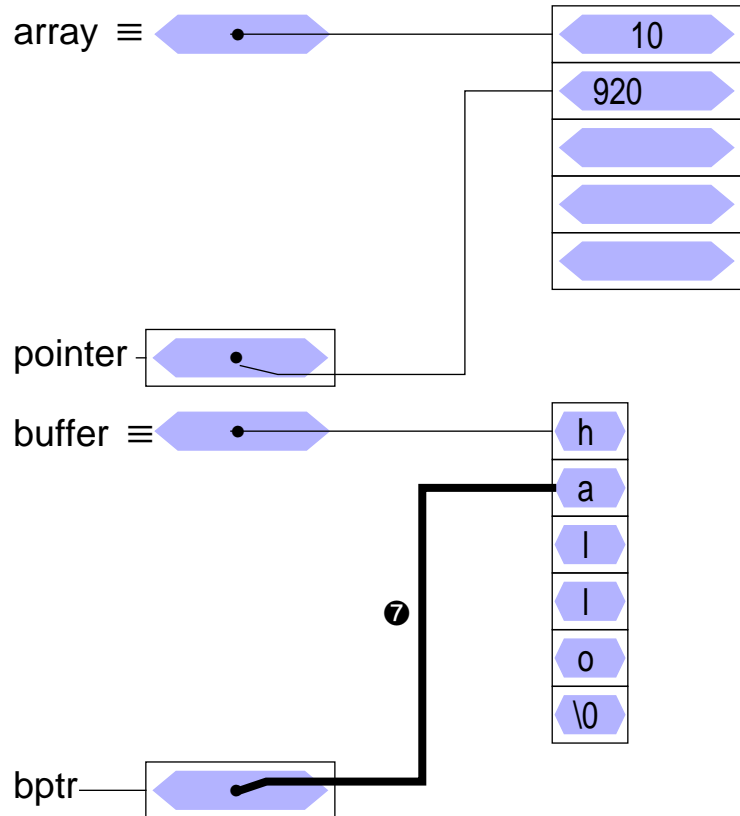 array ≡
10
920
pointer
buffer ≡
h
a
l
l
o
\0
❼
bptr